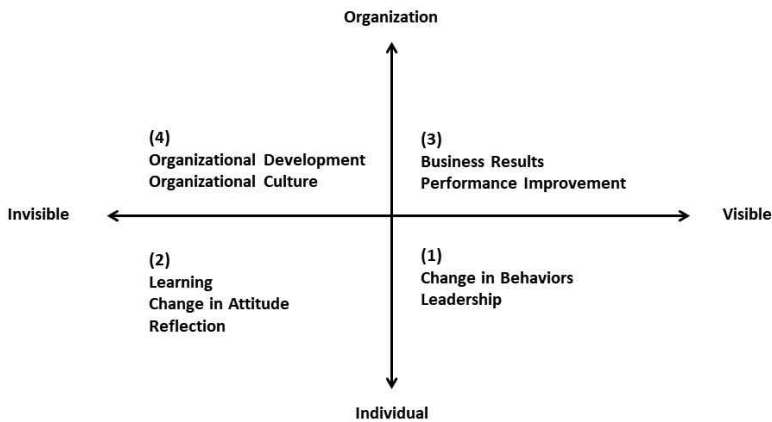 Organization
(4)
Organizational Development
Organizational Culture
(3)
Business Results
Performance Improvement
Invisible
Visible
(2)
Learning
Change in Attitude
Reflection
(1)
Change in Behaviors
Leadership
Individual